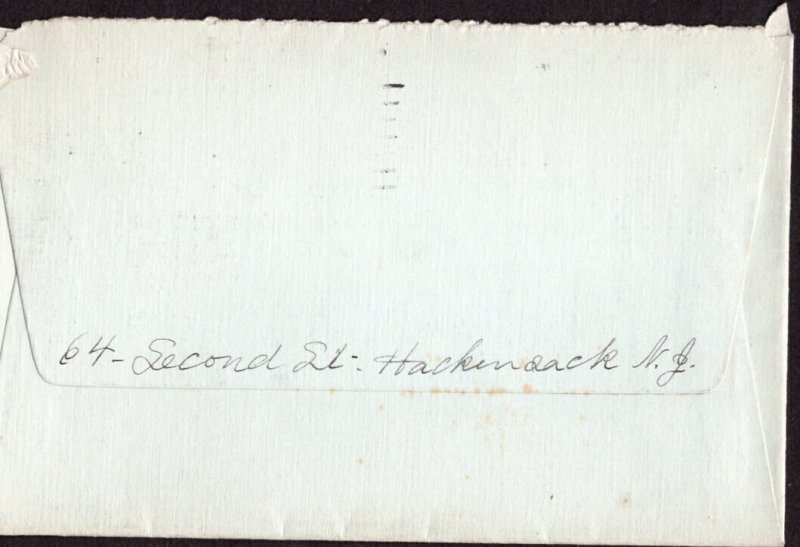 64- Second St- Hackensack N.J.